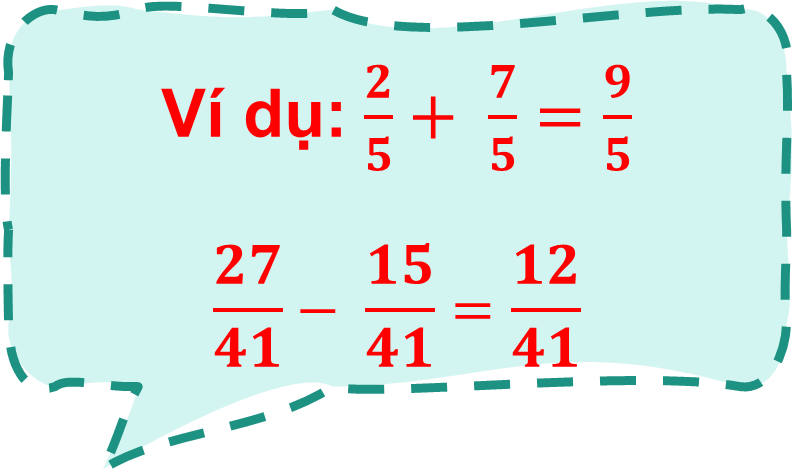 Ví dụ: 2/5 + 7/5 = 9/5
27/41 − 15/41 = 12/41